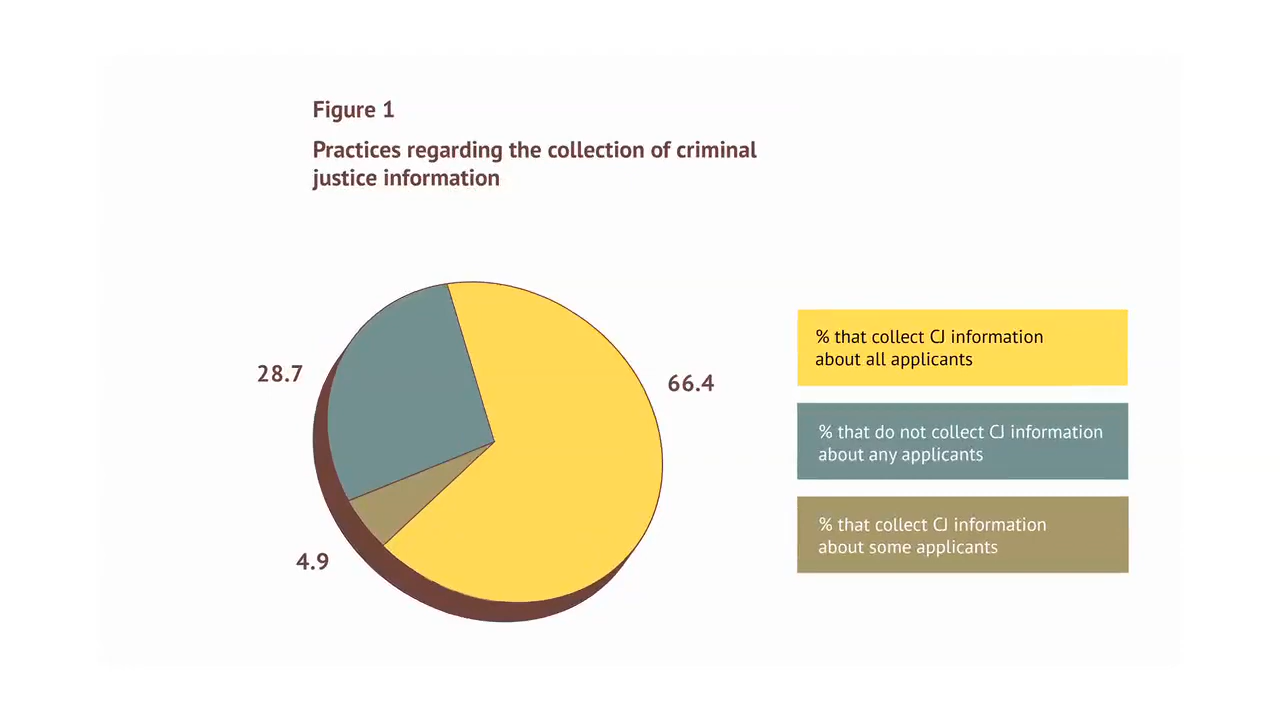 Figure 1
Practices regarding the collection of criminal
justice information
28.7
66.4
4.9
% that collect CJ information
about all applicants
% that do not collect CJ information
about any applicants
% that collect CJ information
about some applicants